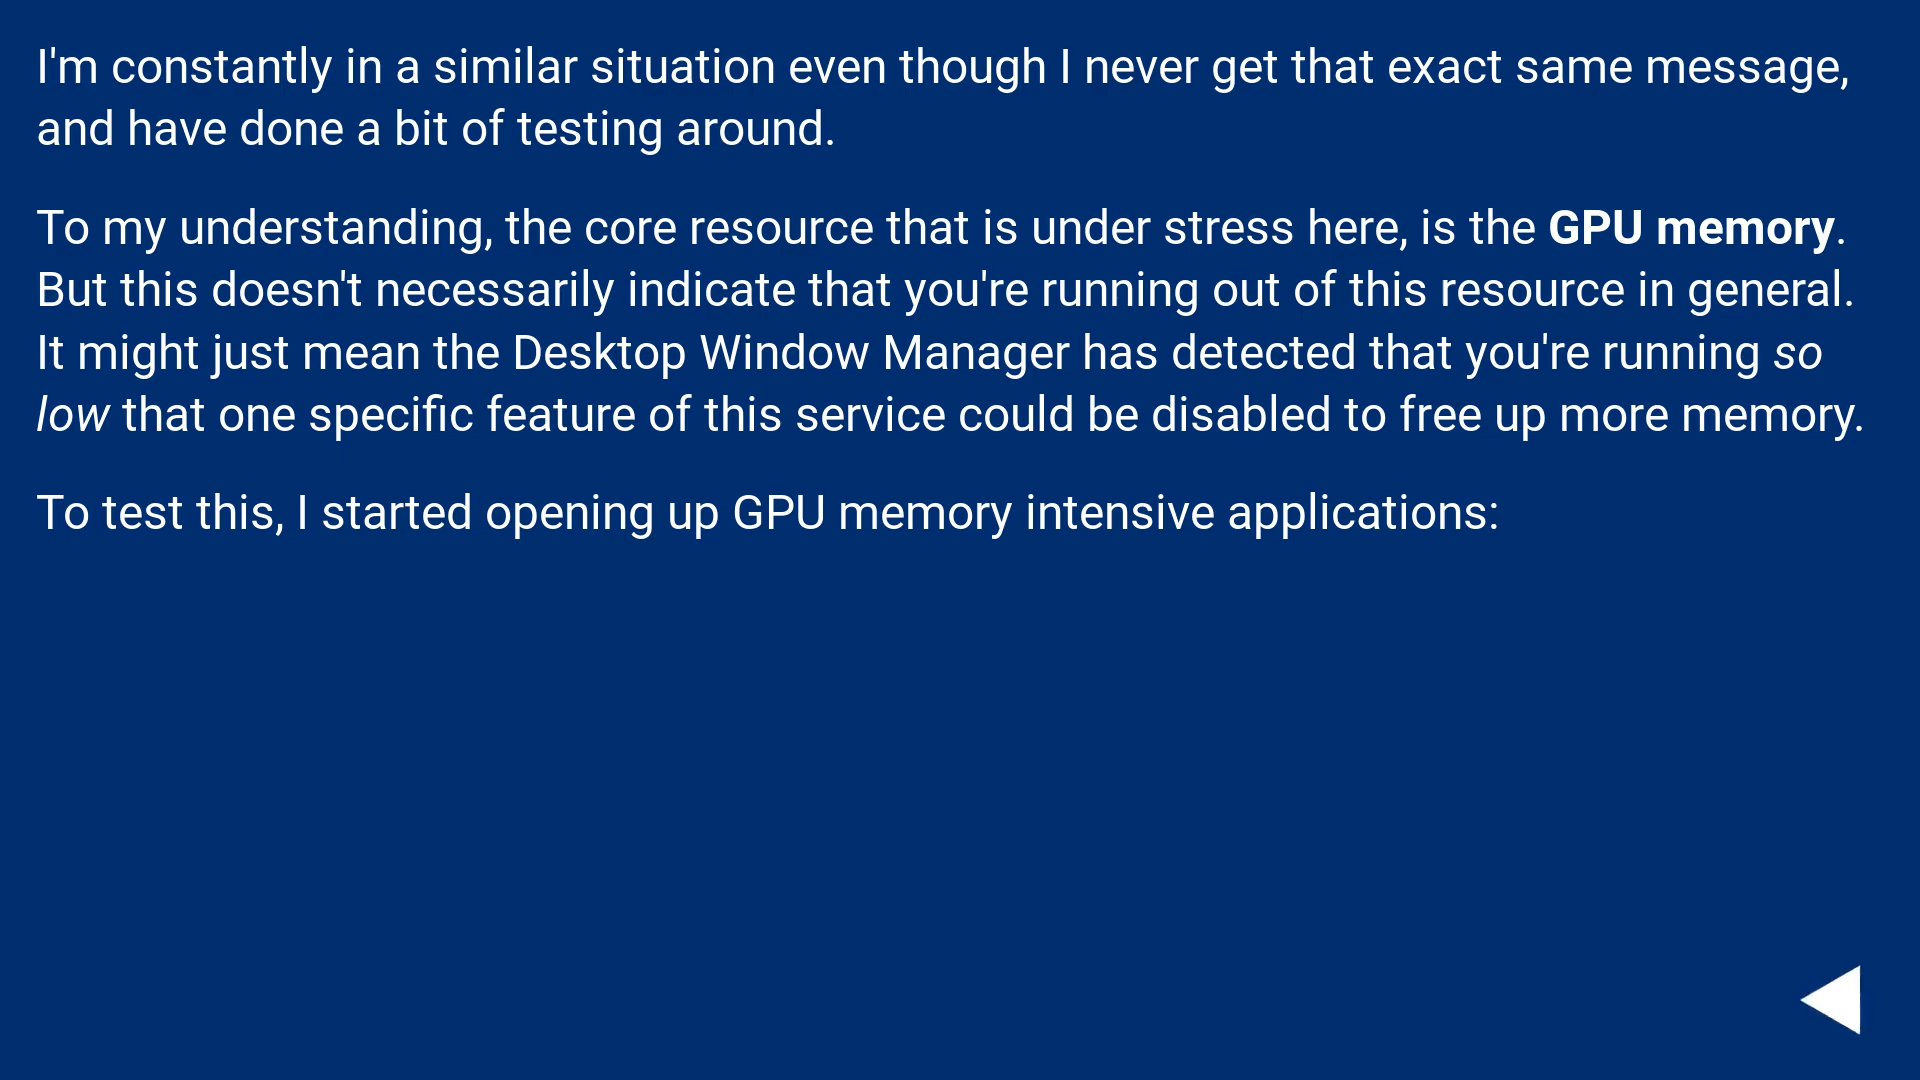 I'm constantly in a similar situation even though I never get that exact same message,
and have done a bit of testing around.
To my understanding, the core resource that is under stress here, is the GPU memory.
But this doesn't necessarily indicate that you're running out of this resource in general.
It might just mean the Desktop Window Manager has detected that you're running so
low that one specific feature of this service could be disabled to free up more memory.
To test this, I started opening up GPU memory intensive applications: